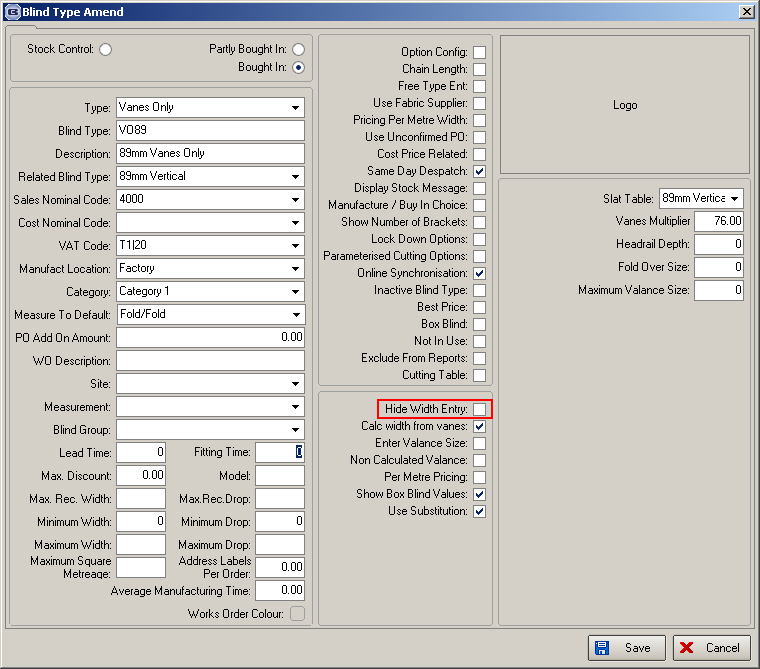 Blind Type Amend
Stock Control:
Partly Bought In:
Bought In:
Type: Vanes Only
Blind Type: VO89
Description: 89mm Vanes Only
Related Blind Type: 89mm Vertical
Sales Nominal Code: 4000
Cost Nominal Code:
VAT Code: T1|20
Manufact Location: Factory
Category: Category 1
Measure To Default: Fold/Fold
PO Add On Amount: 0.00
WO Description:
Site:
Measurement:
Blind Group:
Lead Time: 0 Fitting Time: 0
Max. Discount: 0.00 Model:
Max. Rec. Width: Max.Rec.Drop:
Minimum Width: 0 Minimum Drop: 0
Maximum Width: Maximum Drop:
Maximum Square Address Labels
Metreage: Per Order: 0.00
Average Manufacturing Time: 0.00
Works Order Colour:
Option Config:
Chain Length:
Free Type Ent:
Use Fabric Supplier:
Pricing Per Metre Width:
Use Unconfirmed PO:
Cost Price Related:
Same Day Despatch:
Display Stock Message:
Manufacture / Buy In Choice:
Show Number of Brackets:
Lock Down Options:
Parameterised Cutting Options:
Online Synchronisation:
Inactive Blind Type:
Best Price:
Box Blind:
Not In Use:
Exclude From Reports:
Cutting Table:
Hide Width Entry:
Calc width from vanes:
Enter Valance Size:
Non Calculated Valance:
Per Metre Pricing:
Show Box Blind Values:
Use Substitution:
Logo
Slat Table: 89mm Vertica
Vanes Multiplier 76.00
Headrail Depth: 0
Fold Over Size: 0
Maximum Valance Size: 0
Save Cancel